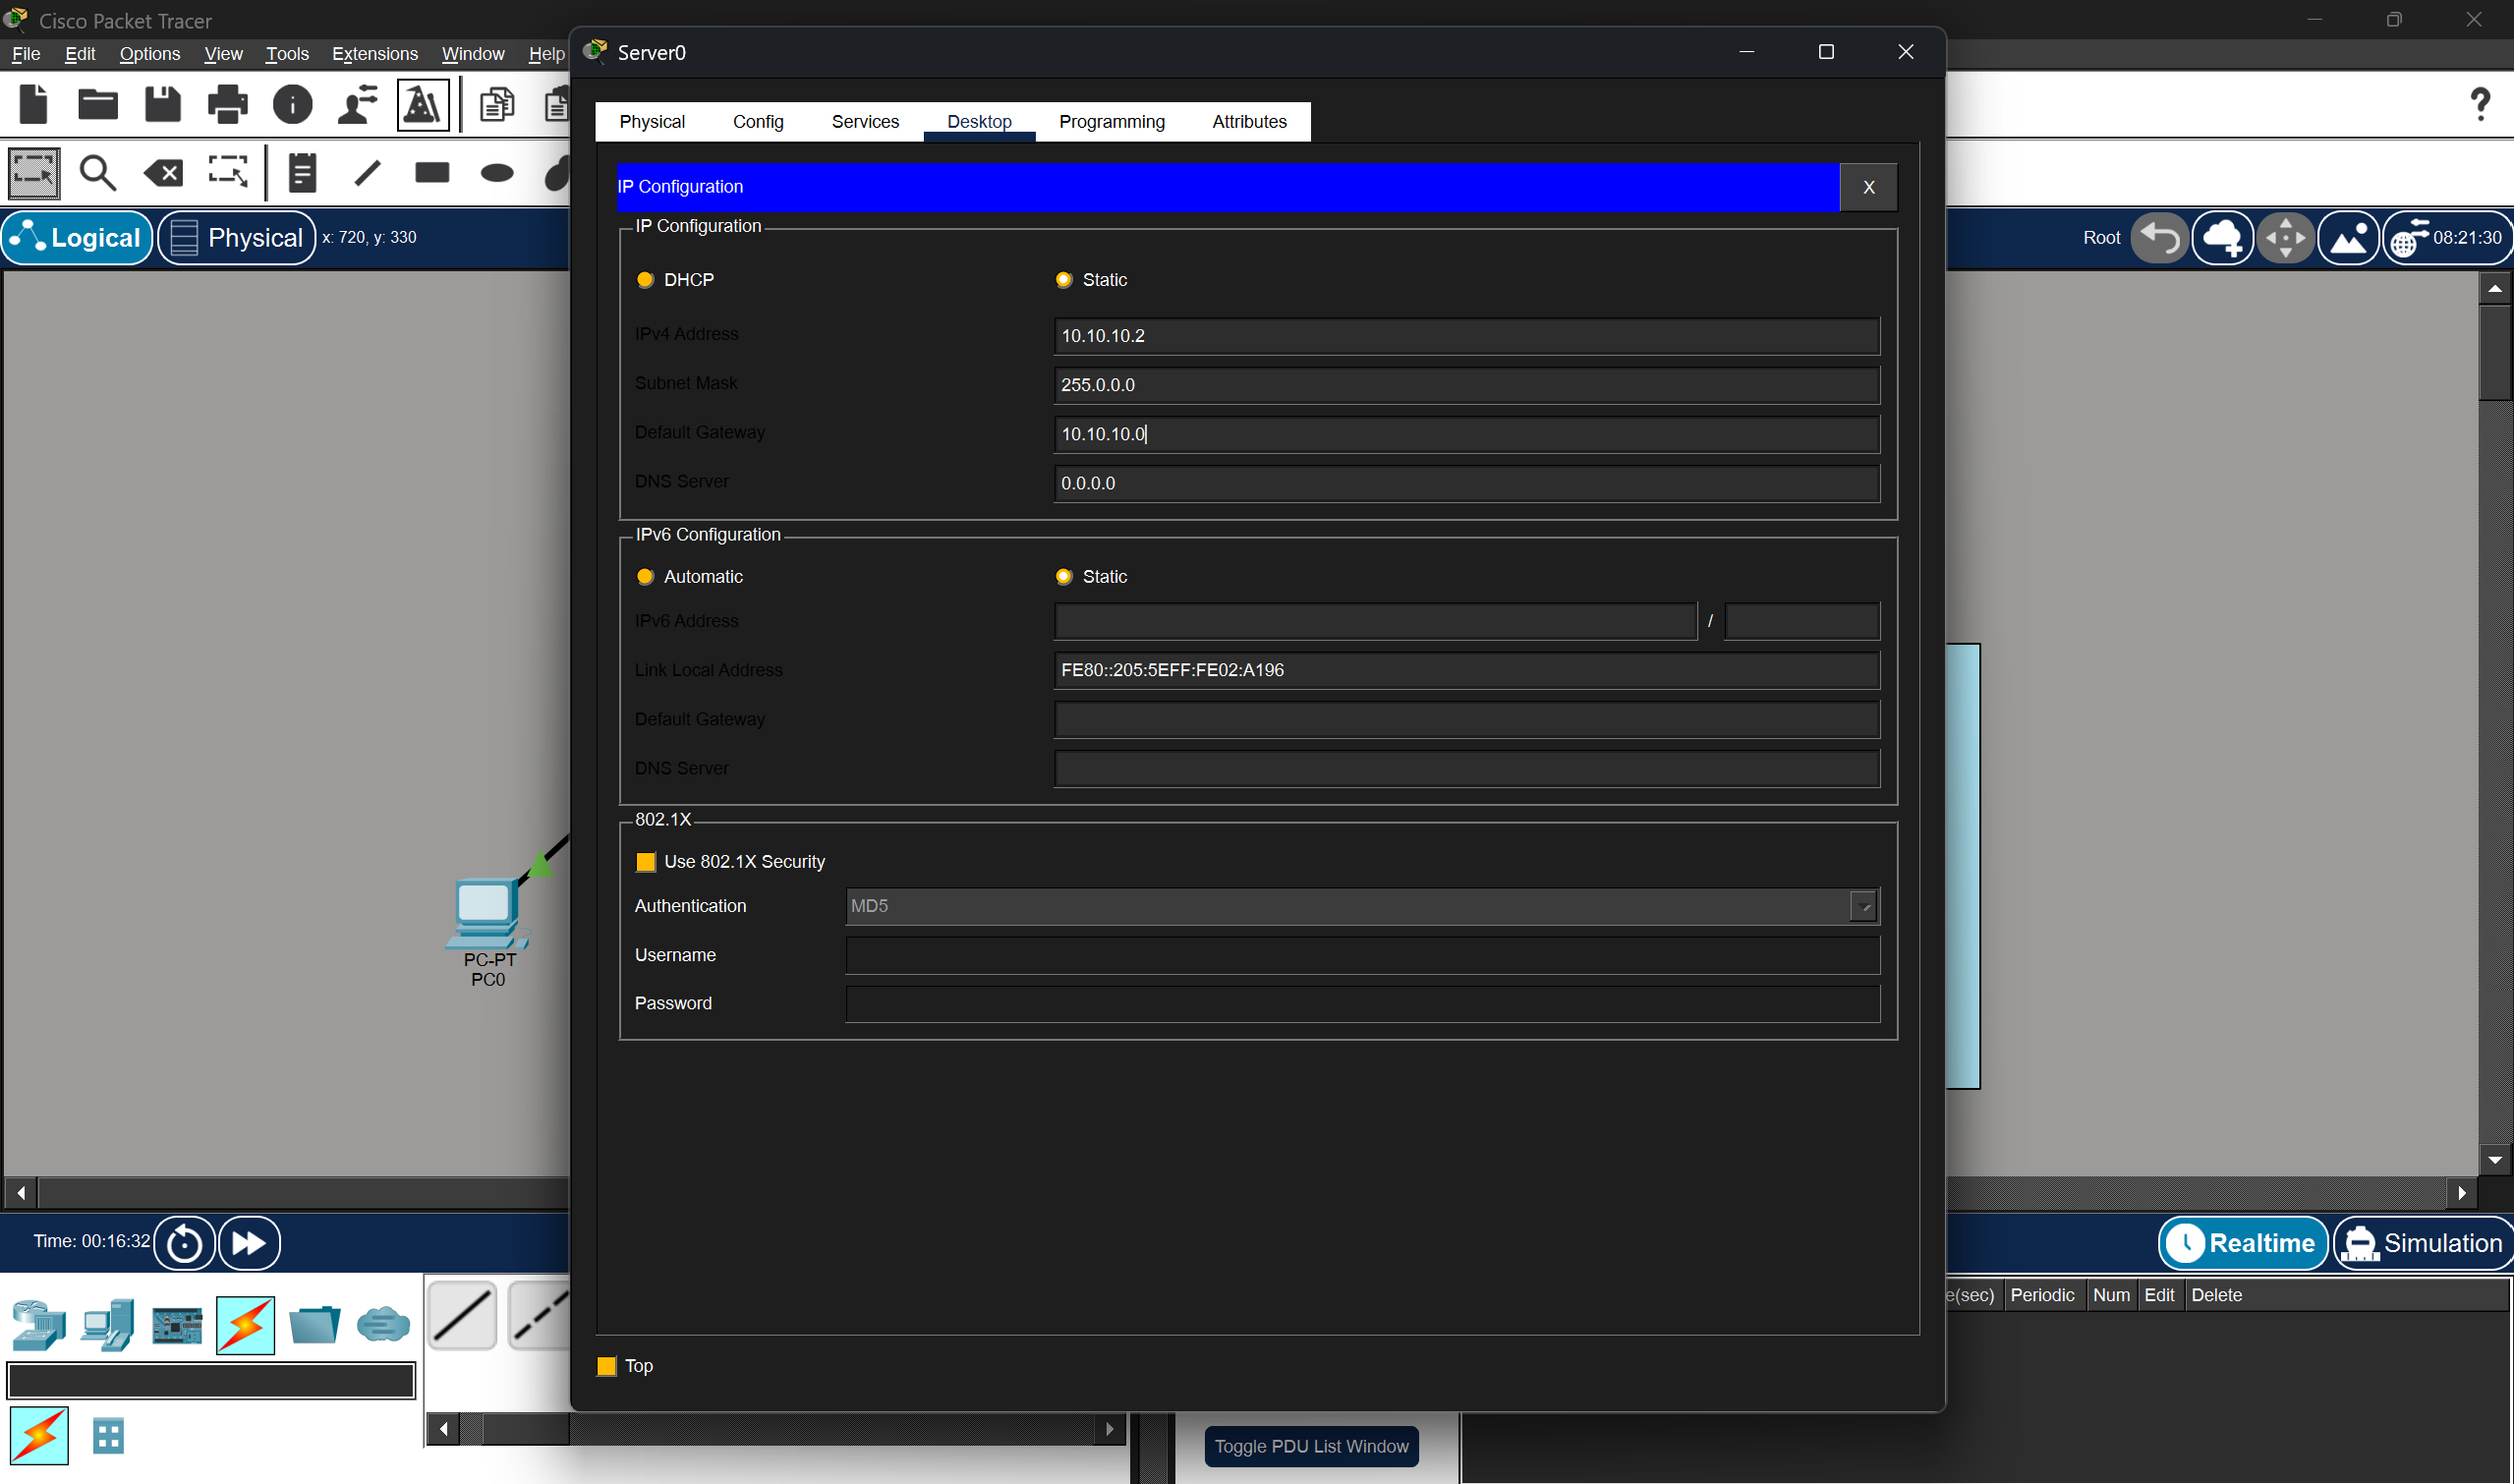 Cisco Packet Tracer
File Edit Options View Tools Extensions Window Help
Server0
Physical Config Services Desktop Programming Attributes
IP Configuration
X
IP Configuration
DHCP Static
IPv4 Address 10.10.10.2
Subnet Mask 255.0.0.0
Default Gateway 10.10.10.0
DNS Server 0.0.0.0
IPv6 Configuration
Automatic Static
IPv6 Address /
Link Local Address FE80::205:5EFF:FE02:A196
Default Gateway
DNS Server
802.1X
Use 802.1X Security
Authentication MD5
Username
Password
Top
Logical Physical x: 720, y: 330
Root 08:21:30
PC-PT
PC0
Time: 00:16:32
Realtime Simulation
e(sec) Periodic Num Edit Delete
Toggle PDU List Window